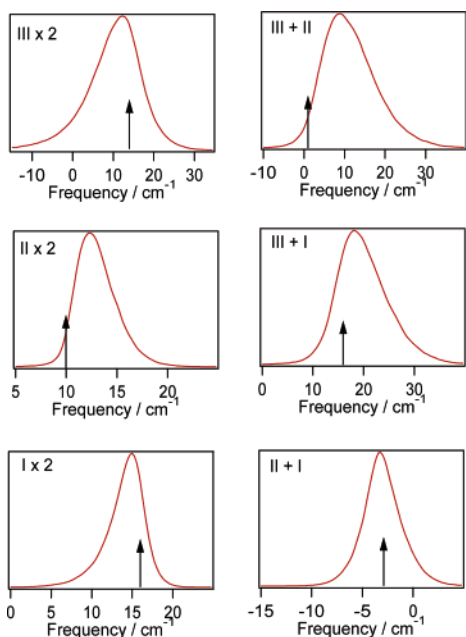 III x 2
-10 0 10 20 30
Frequency / cm⁻¹
III + II
-10 0 10 20 30
Frequency / cm⁻¹
II x 2
5 10 15 20
Frequency / cm⁻¹
III + I
0 10 20 30
Frequency / cm⁻¹
I x 2
0 5 10 15 20
Frequency / cm⁻¹
II + I
-15 -10 -5 0
Frequency / cm⁻¹